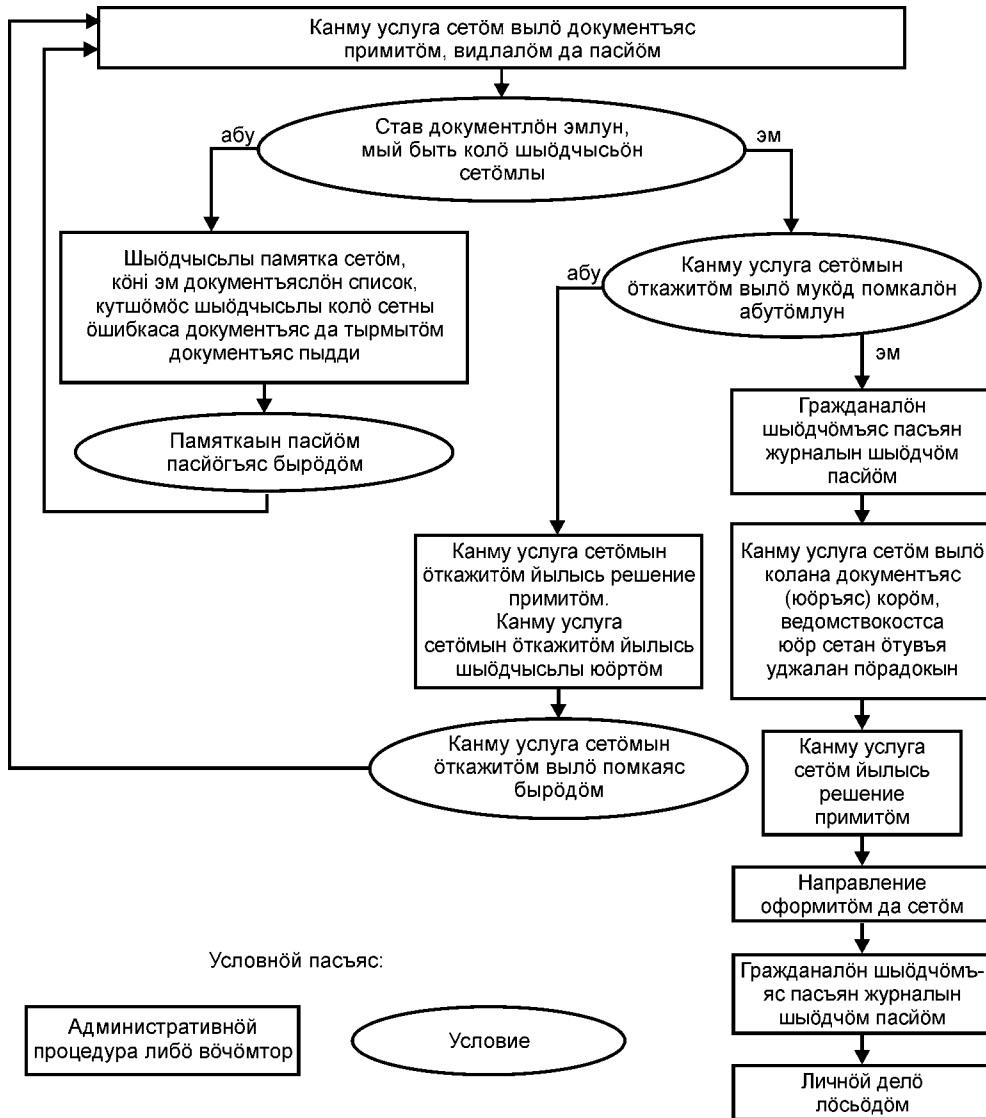 Канму услуга сетӧм вылӧ документъяс
примитӧм, видлалӧм да пасйӧм
Став документлӧн эмлун,
мый быть колӧ шыӧдчысьӧн
сетӧмлы
абу
эм
Шыӧдчысьлы памятка сетӧм,
кӧнi эм документъяслӧн список,
кутшӧмӧс шыӧдчысьлы колӧ сетны
ӧшибкаса документъяс да тырмытӧм
документъяс пыдди
Канму услуга сетӧмын
ӧткажитӧм вылӧ мукӧд помкалӧн
абутӧмлун
абу
эм
Памяткаын пасйӧм
пасйӧгъяс бырӧдӧм
Гражданалӧн
шыӧдчӧмъяс пасъян
журналын шыӧдчӧм
пасйӧм
Канму услуга сетӧмын
ӧткажитӧм йылысь решение
примитӧм.
Канму услуга
сетӧмын ӧткажитӧм йылысь
шыӧдчысьлы юӧртӧм
Канму услуга сетӧм вылӧ
колана документъяс
(юӧръяс) корӧм,
ведомствокостса
юӧр сетан ӧтувъя
уджалан пӧрадокын
Канму услуга сетӧмын
ӧткажитӧм вылӧ помкаяс
бырӧдӧм
Канму услуга
сетӧм йылысь
решение
примитӧм
Направление
оформитӧм да сетӧм
Гражданалӧн шыӧдчӧмъ-
яс пасъян журналын
шыӧдчӧм пасйӧм
Личнӧй делӧ
лӧсьӧдӧм
Условнӧй пасъяс:
Административнӧй
процедура либӧ вӧчӧмтор
Условие